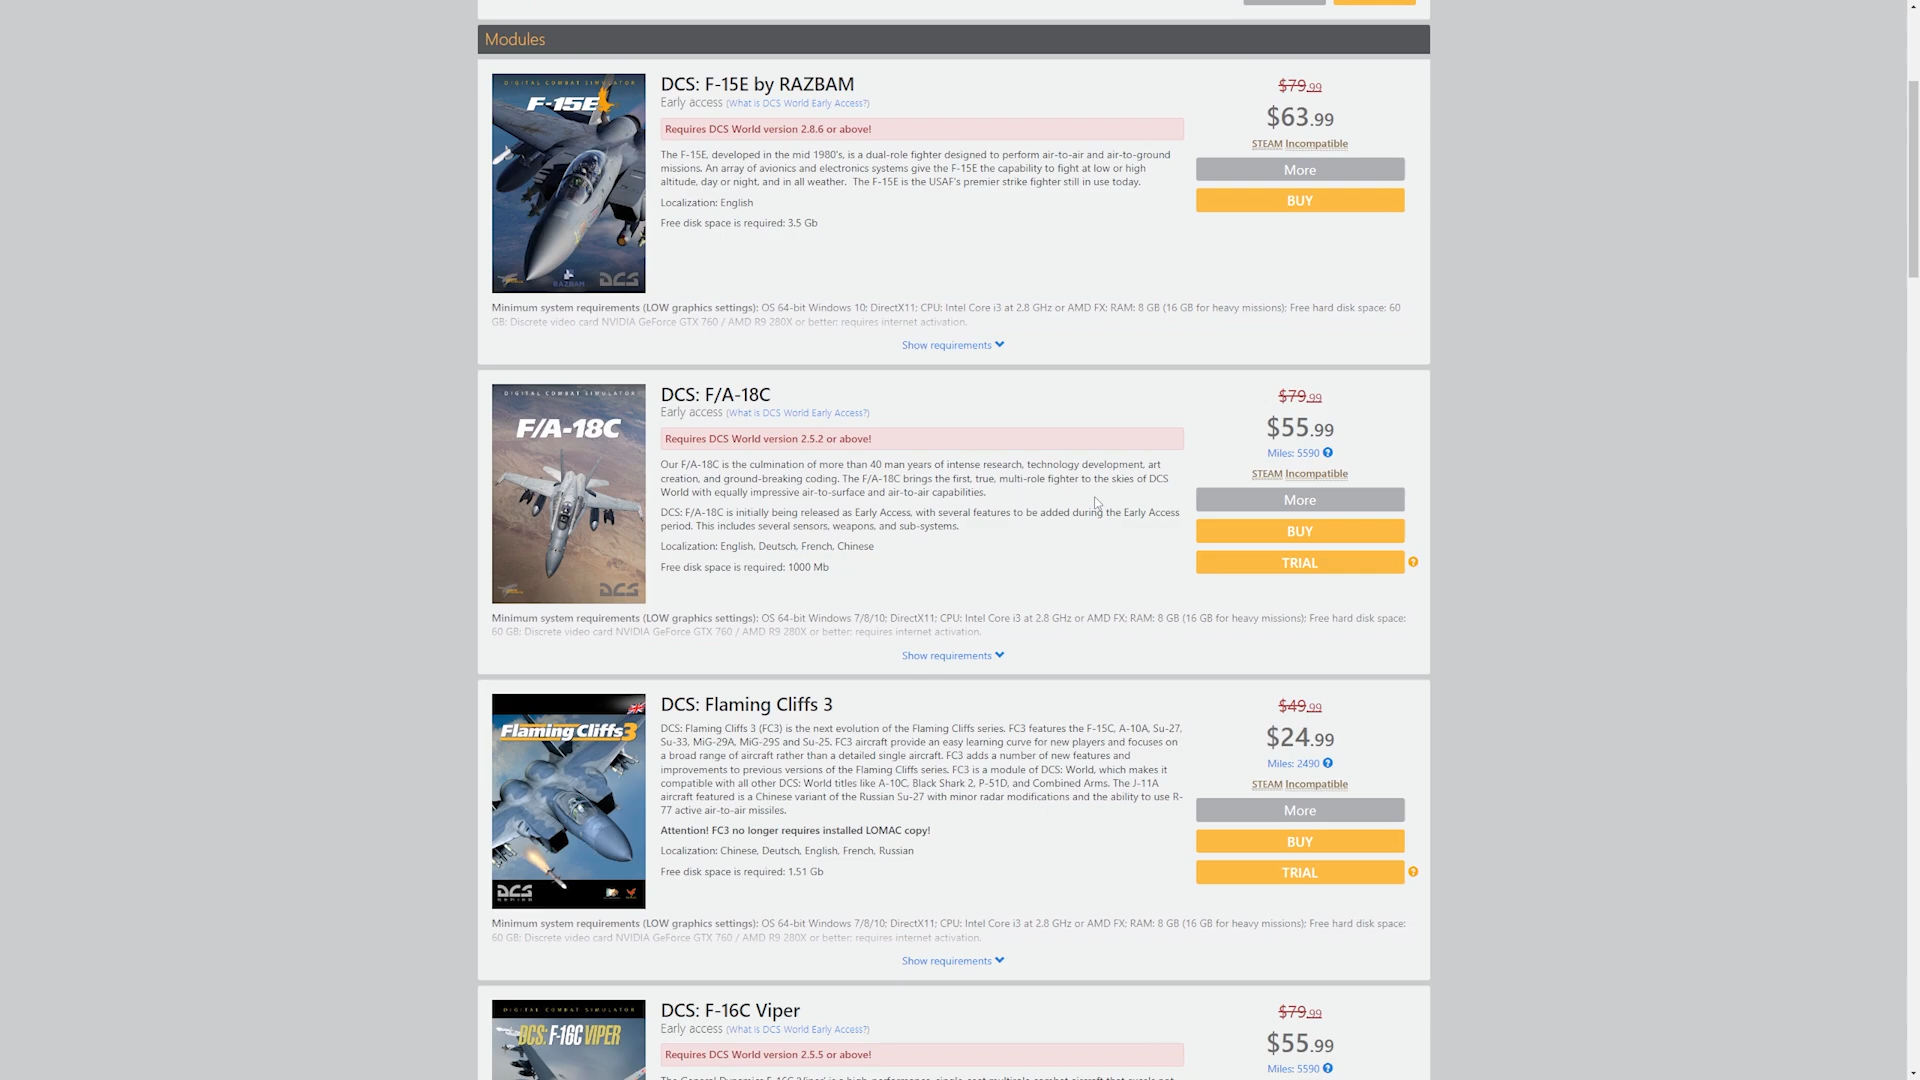 Modules
DIGITAL COMBAT SIMULATOR
F-15E
RAZBAM
DCS
DCS: F-15E by RAZBAM
Early access (What is DCS World Early Access?)
Requires DCS World version 2.8.6 or above!
The F-15E, developed in the mid 1980's, is a dual-role fighter designed to perform air-to-air and air-to-ground
missions. An array of avionics and electronics systems give the F-15E the capability to fight at low or high
altitude, day or night, and in all weather. The F-15E is the USAF's premier strike fighter still in use today.
Localization: English
Free disk space is required: 3.5 Gb
$79.99
$63.99
STEAM Incompatible
More
BUY
Minimum system requirements (LOW graphics settings): OS 64-bit Windows 10; DirectX11; CPU: Intel Core i3 at 2.8 GHz or AMD FX; RAM: 8 GB (16 GB for heavy missions); Free hard disk space: 60
GB; Discrete video card NVIDIA GeForce GTX 760 / AMD R9 280X or better; requires internet activation.
Show requirements
DIGITAL COMBAT SIMULATOR
F/A-18C
DCS
DCS: F/A-18C
Early access (What is DCS World Early Access?)
Requires DCS World version 2.5.2 or above!
Our F/A-18C is the culmination of more than 40 man years of intense research, technology development, art
creation, and ground-breaking coding. The F/A-18C brings the first, true, multi-role fighter to the skies of DCS
World with equally impressive air-to-surface and air-to-air capabilities.
DCS: F/A-18C is initially being released as Early Access, with several features to be added during the Early Access
period. This includes several sensors, weapons, and sub-systems.
Localization: English, Deutsch, French, Chinese
Free disk space is required: 1000 Mb
$79.99
$55.99
Miles: 5590
STEAM Incompatible
More
BUY
TRIAL
Minimum system requirements (LOW graphics settings): OS 64-bit Windows 7/8/10; DirectX11; CPU: Intel Core i3 at 2.8 GHz or AMD FX; RAM: 8 GB (16 GB for heavy missions); Free hard disk space:
60 GB; Discrete video card NVIDIA GeForce GTX 760 / AMD R9 280X or better; requires internet activation.
Show requirements
Flaming Cliffs 3
DCS
SERIES
DCS: Flaming Cliffs 3
DCS: Flaming Cliffs 3 (FC3) is the next evolution of the Flaming Cliffs series. FC3 features the F-15C, A-10A, Su-27,
Su-33, MiG-29A, MiG-29S and Su-25. FC3 aircraft provide an easy learning curve for new players and focuses on
a broad range of aircraft rather than a detailed single aircraft. FC3 adds a number of new features and
improvements to previous versions of the Flaming Cliffs series. FC3 is a module of DCS: World, which makes it
compatible with all other DCS: World titles like A-10C, Black Shark 2, P-51D, and Combined Arms. The J-11A
aircraft featured is a Chinese variant of the Russian Su-27 with minor radar modifications and the ability to use R-
77 active air-to-air missiles.
Attention! FC3 no longer requires installed LOMAC copy!
Localization: Chinese, Deutsch, English, French, Russian
Free disk space is required: 1.51 Gb
$49.99
$24.99
Miles: 2490
STEAM Incompatible
More
BUY
TRIAL
Minimum system requirements (LOW graphics settings): OS 64-bit Windows 7/8/10; DirectX11; CPU: Intel Core i3 at 2.8 GHz or AMD FX; RAM: 8 GB (16 GB for heavy missions); Free hard disk space:
60 GB; Discrete video card NVIDIA GeForce GTX 760 / AMD R9 280X or better; requires internet activation.
Show requirements
DIGITAL COMBAT SIMULATOR
DCS: F-16C VIPER
DCS: F-16C Viper
Early access (What is DCS World Early Access?)
Requires DCS World version 2.5.5 or above!
$79.99
$55.99
Miles: 5590